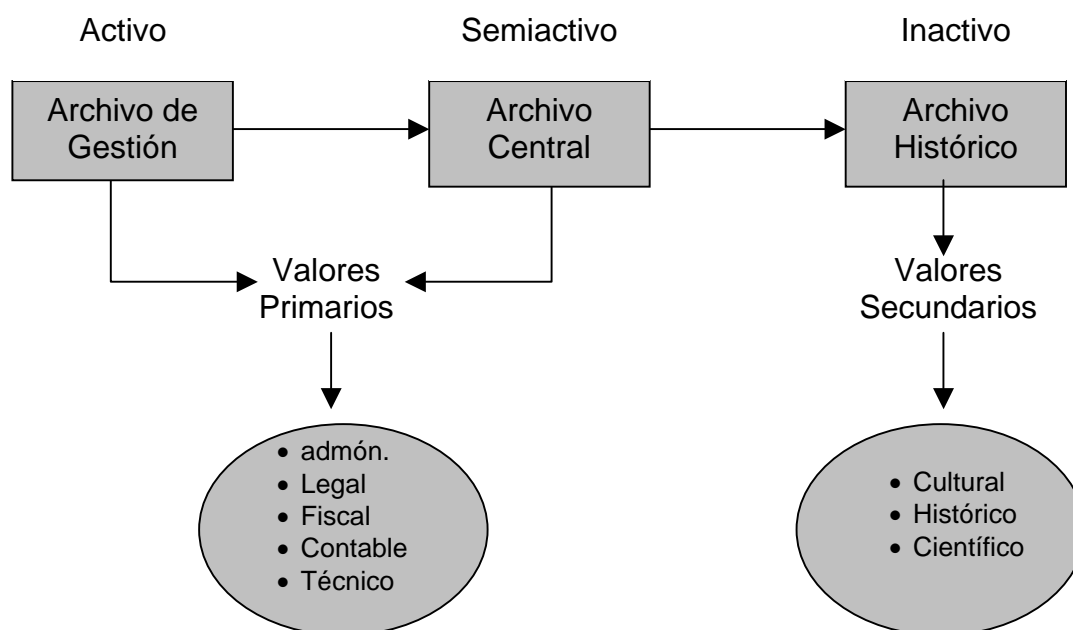 Activo
Semiactivo
Inactivo
Archivo de
Gestión
Archivo
Central
Archivo
Histórico
Valores
Primarios
Valores
Secundarios
• admón.
• Legal
• Fiscal
• Contable
• Técnico
• Cultural
• Histórico
• Científico